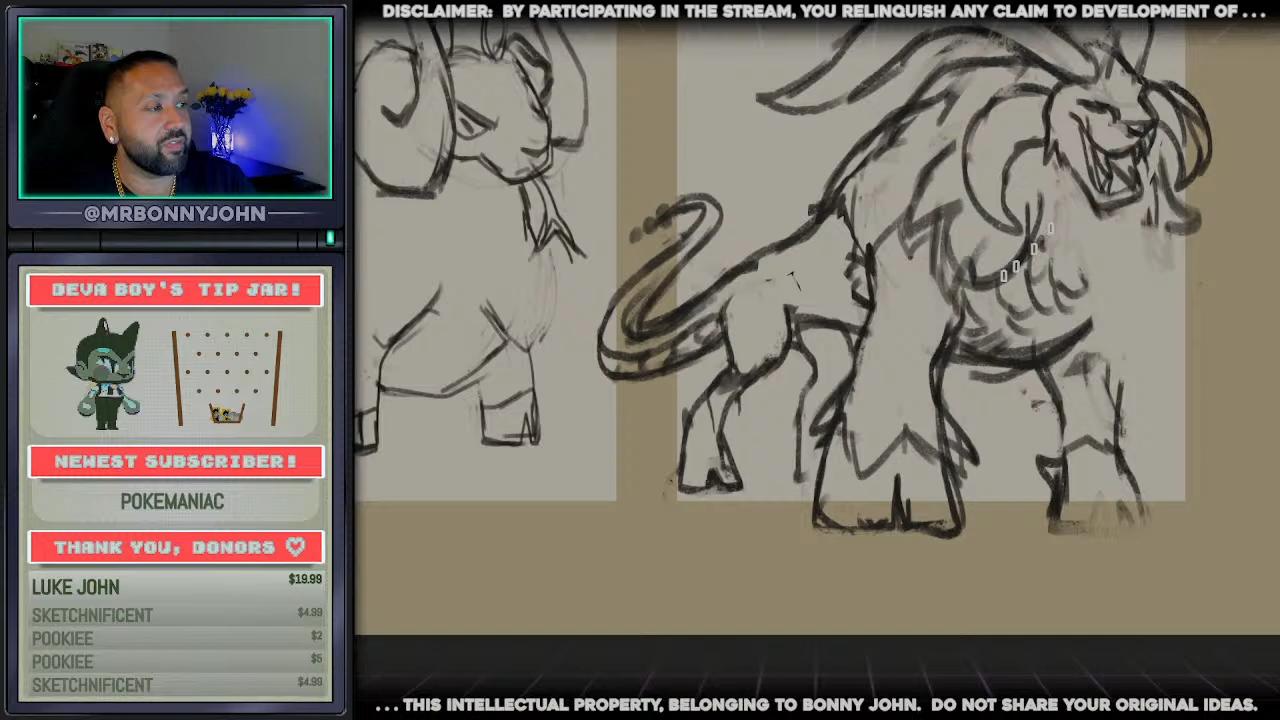 DISCLAIMER: BY PARTICIPATING IN THE STREAM, YOU RELINQUISH ANY CLAIM TO DEVELOPMENT OF . . .
@MRBONNYJOHN
DEVA BOY'S TIP JAR!
NEWEST SUBSCRIBER!
POKEMANIAC
THANK YOU, DONORS ♡
LUKE JOHN $19.99
SKETCHNIFICENT $4.99
POOKIEE $2
POOKIEE $5
SKETCHNIFICENT $4.99
. . . THIS INTELLECTUAL PROPERTY, BELONGING TO BONNY JOHN. DO NOT SHARE YOUR ORIGINAL IDEAS.